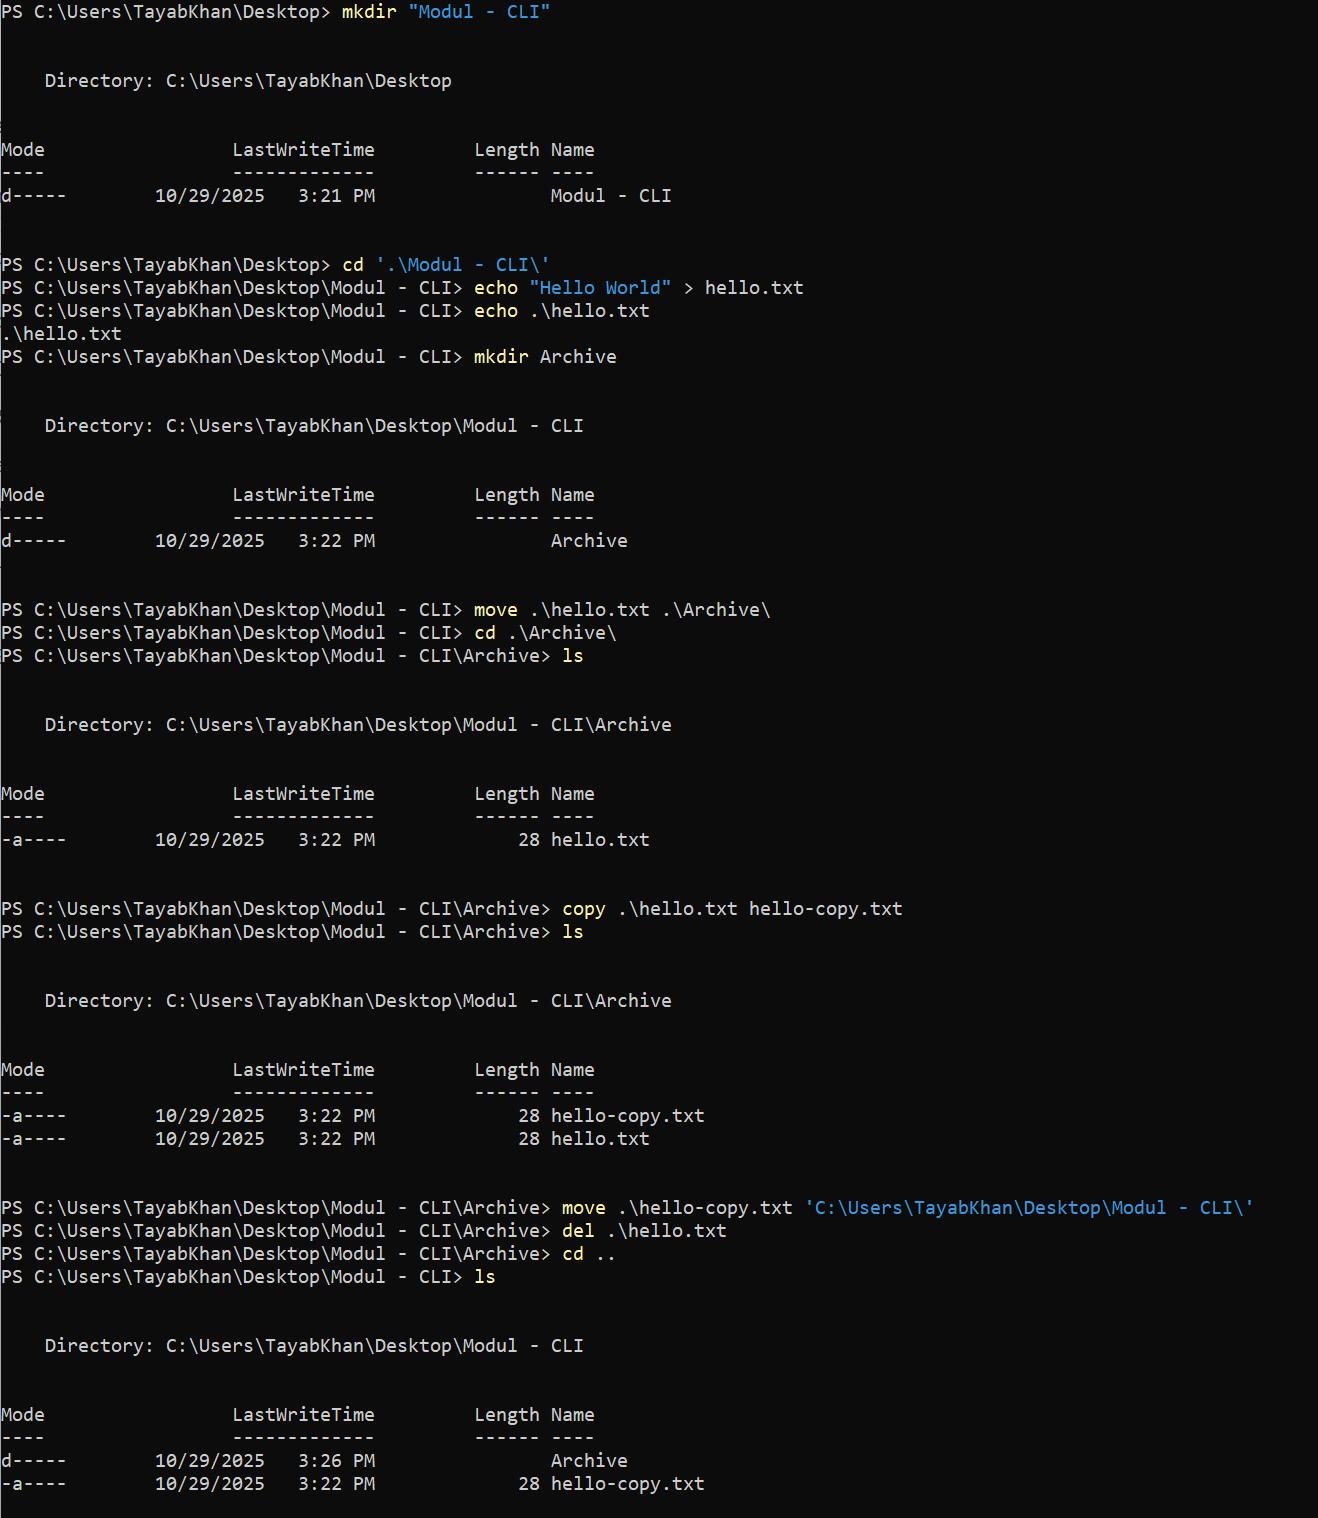 PS C:\Users\TayabKhan\Desktop> mkdir "Modul - CLI"
    Directory: C:\Users\TayabKhan\Desktop
Mode                 LastWriteTime         Length Name
----                 -------------         ------ ----
d-----        10/29/2025   3:21 PM                Modul - CLI
PS C:\Users\TayabKhan\Desktop> cd '.\Modul - CLI\'
PS C:\Users\TayabKhan\Desktop\Modul - CLI> echo "Hello World" > hello.txt
PS C:\Users\TayabKhan\Desktop\Modul - CLI> echo .\hello.txt
.\hello.txt
PS C:\Users\TayabKhan\Desktop\Modul - CLI> mkdir Archive
    Directory: C:\Users\TayabKhan\Desktop\Modul - CLI
Mode                 LastWriteTime         Length Name
----                 -------------         ------ ----
d-----        10/29/2025   3:22 PM                Archive
PS C:\Users\TayabKhan\Desktop\Modul - CLI> move .\hello.txt .\Archive\
PS C:\Users\TayabKhan\Desktop\Modul - CLI> cd .\Archive\
PS C:\Users\TayabKhan\Desktop\Modul - CLI\Archive> ls
    Directory: C:\Users\TayabKhan\Desktop\Modul - CLI\Archive
Mode                 LastWriteTime         Length Name
----                 -------------         ------ ----
-a----        10/29/2025   3:22 PM             28 hello.txt
PS C:\Users\TayabKhan\Desktop\Modul - CLI\Archive> copy .\hello.txt hello-copy.txt
PS C:\Users\TayabKhan\Desktop\Modul - CLI\Archive> ls
    Directory: C:\Users\TayabKhan\Desktop\Modul - CLI\Archive
Mode                 LastWriteTime         Length Name
----                 -------------         ------ ----
-a----        10/29/2025   3:22 PM             28 hello-copy.txt
-a----        10/29/2025   3:22 PM             28 hello.txt
PS C:\Users\TayabKhan\Desktop\Modul - CLI\Archive> move .\hello-copy.txt 'C:\Users\TayabKhan\Desktop\Modul - CLI\'
PS C:\Users\TayabKhan\Desktop\Modul - CLI\Archive> del .\hello.txt
PS C:\Users\TayabKhan\Desktop\Modul - CLI\Archive> cd ..
PS C:\Users\TayabKhan\Desktop\Modul - CLI> ls
    Directory: C:\Users\TayabKhan\Desktop\Modul - CLI
Mode                 LastWriteTime         Length Name
----                 -------------         ------ ----
d-----        10/29/2025   3:26 PM                Archive
-a----        10/29/2025   3:22 PM             28 hello-copy.txt